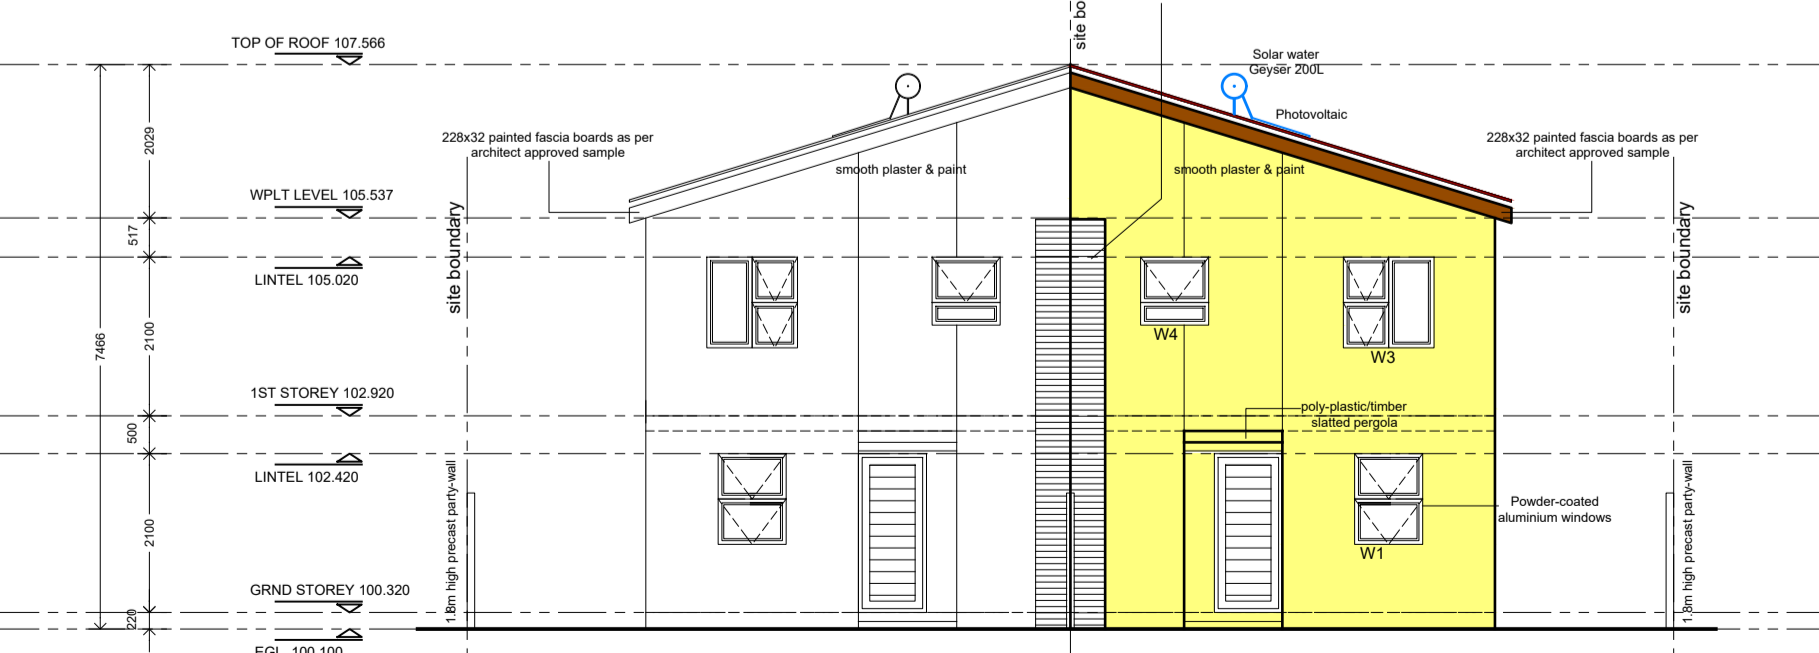 site bo
TOP OF ROOF 107.566
Solar water
Geyser 200L
Photovoltaic
2029
228x32 painted fascia boards as per
architect approved sample
228x32 painted fascia boards as per
architect approved sample
smooth plaster & paint
smooth plaster & paint
WPLT LEVEL 105.537
517
site boundary
site boundary
LINTEL 105.020
7466
2100
W4
W3
1ST STOREY 102.920
poly-plastic/timber
slatted pergola
500
LINTEL 102.420
2100
1.8m high precast party-wall
Powder-coated
aluminium windows
1.8m high precast party-wall
W1
GRND STOREY 100.320
220
EGL 100.100